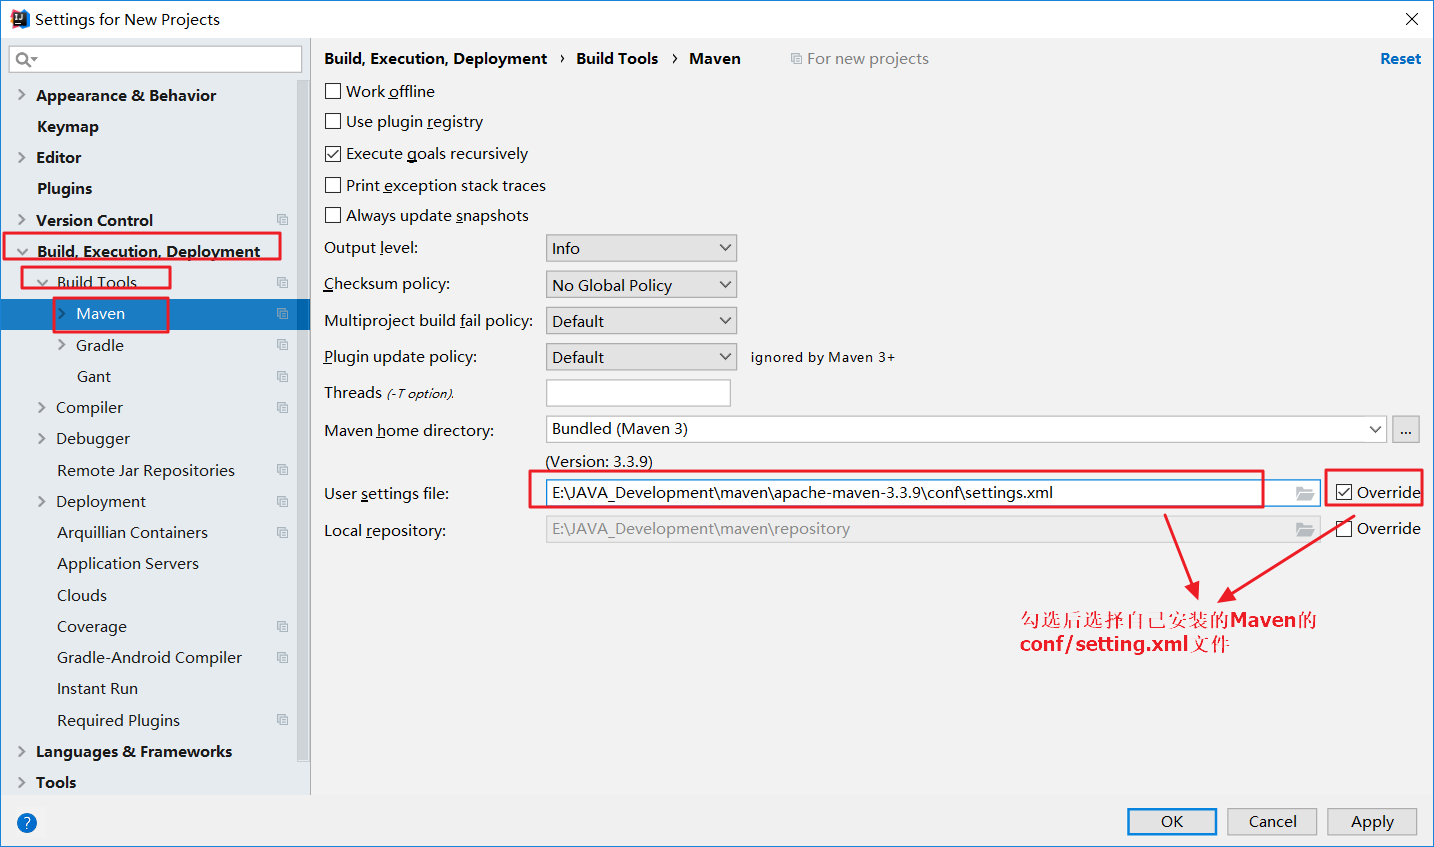 Settings for New Projects
Appearance & Behavior
Keymap
Editor
Plugins
Version Control
Build, Execution, Deployment
Build Tools
Maven
Gradle
Gant
Compiler
Debugger
Remote Jar Repositories
Deployment
Arquillian Containers
Application Servers
Clouds
Coverage
Gradle-Android Compiler
Instant Run
Required Plugins
Languages & Frameworks
Tools
?
Build, Execution, Deployment › Build Tools › Maven For new projects Reset
Work offline
Use plugin registry
Execute goals recursively
Print exception stack traces
Always update snapshots
Output level: Info
Checksum policy: No Global Policy
Multiproject build fail policy: Default
Plugin update policy: Default ignored by Maven 3+
Threads (-T option).
Maven home directory: Bundled (Maven 3) ...
(Version: 3.3.9)
User settings file: E:\JAVA_Development\maven\apache-maven-3.3.9\conf\settings.xml Override
Local repository: E:\JAVA_Development\maven\repository Override
勾选后选择自己安装的Maven的
conf/setting.xml文件
OK Cancel Apply